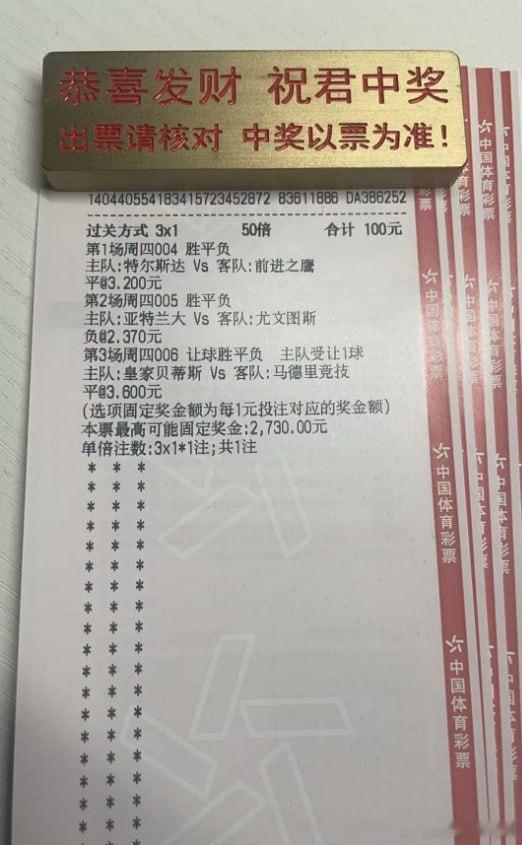 恭喜发财 祝君中奖
出票请核对 中奖以票为准!
140440554183415723452872 83611886 DA386252
过关方式 3x1 50倍 合计 100元
第1场周四004 胜平负
主队:特尔斯达 Vs 客队:前进之鹰
平@3.200元
第2场周四005 胜平负
主队:亚特兰大 Vs 客队:尤文图斯
负@2.370元
第3场周四006 让球胜平负 主队受让1球
主队:皇家贝蒂斯 Vs 客队:马德里竞技
平@3.600元
(选项固定奖金额为每1元投注对应的奖金额)
本票最高可能固定奖金:2,730.00元
单倍注数:3x1*1注;共1注
中国体育彩票
中国体育彩票
中国体育彩票
中国体育彩票